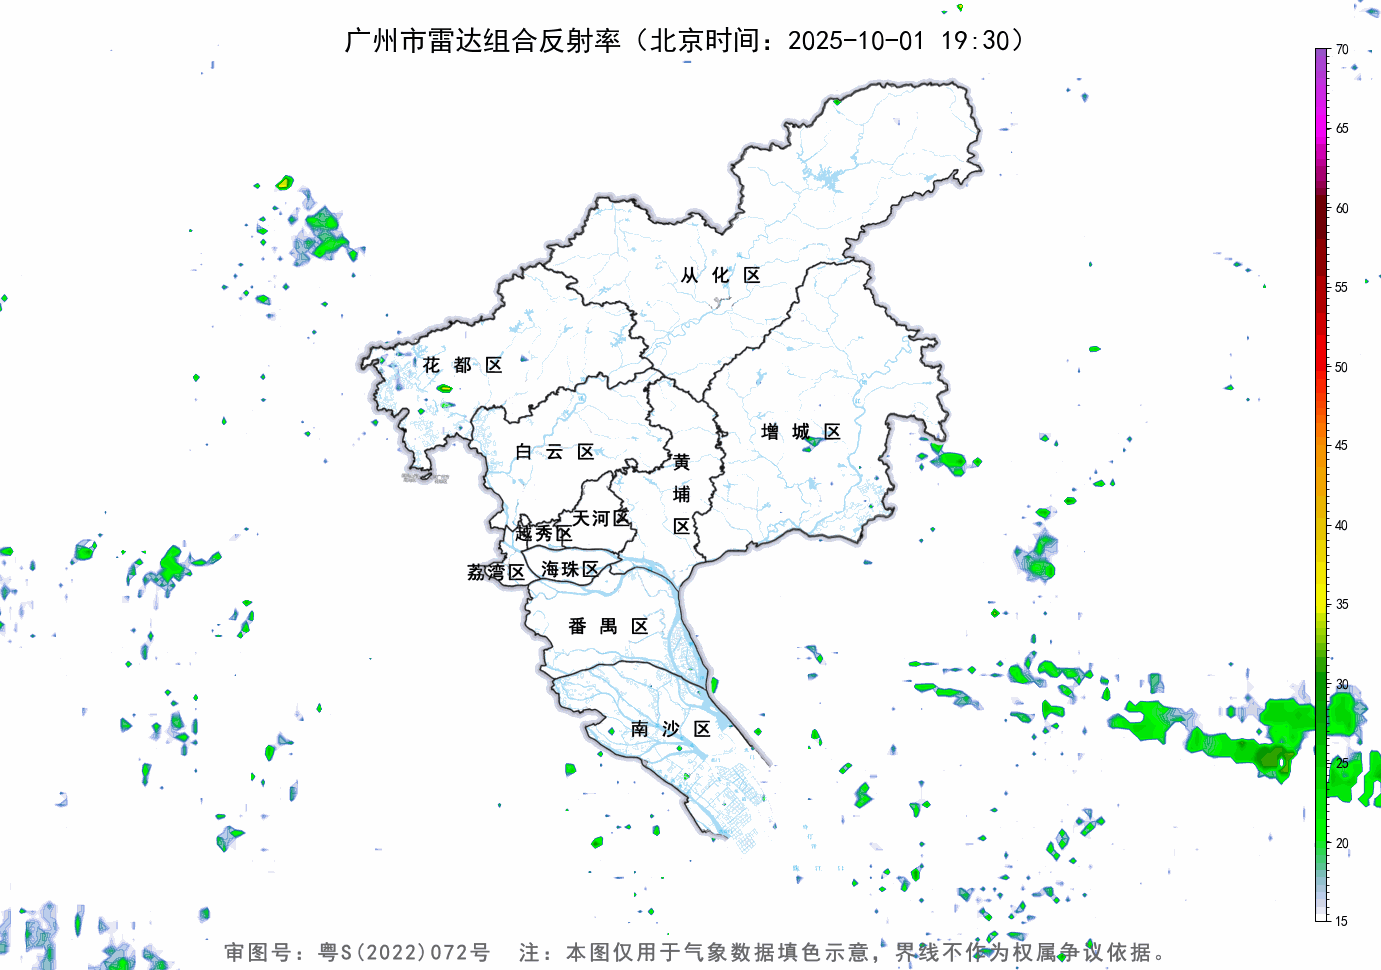 广州市雷达组合反射率（北京时间：2025-10-01 19:30）
70
65
60
55
50
45
40
35
30
25
20
15
从化区
花都区
增城区
白云区
黄埔区
天河区
越秀区
海珠区
荔湾区
番禺区
南沙区
审图号：粤S(2022)072号 注：本图仅用于气象数据填色示意，界线不作为权属争议依据。